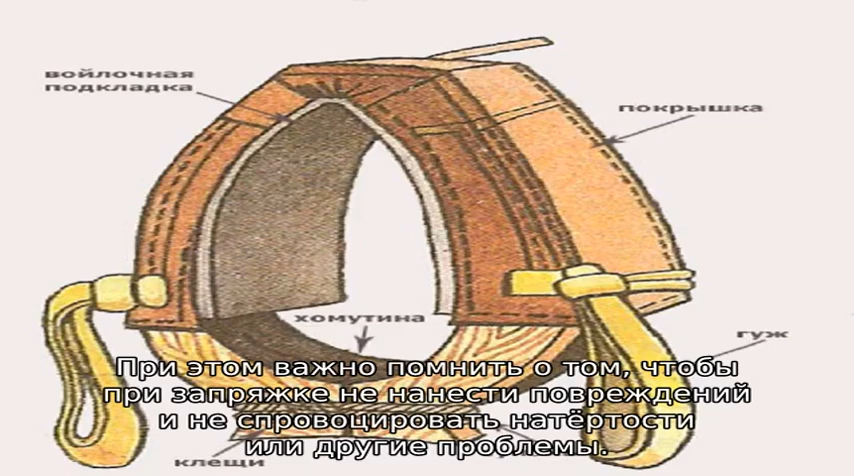 войлочная
подкладка
покрышка
хомутина
гуж
При этом важно помнить о том, чтобы
при запряжке не нанести повреждений
и не спровоцировать натёртости
или другие проблемы.
клещи